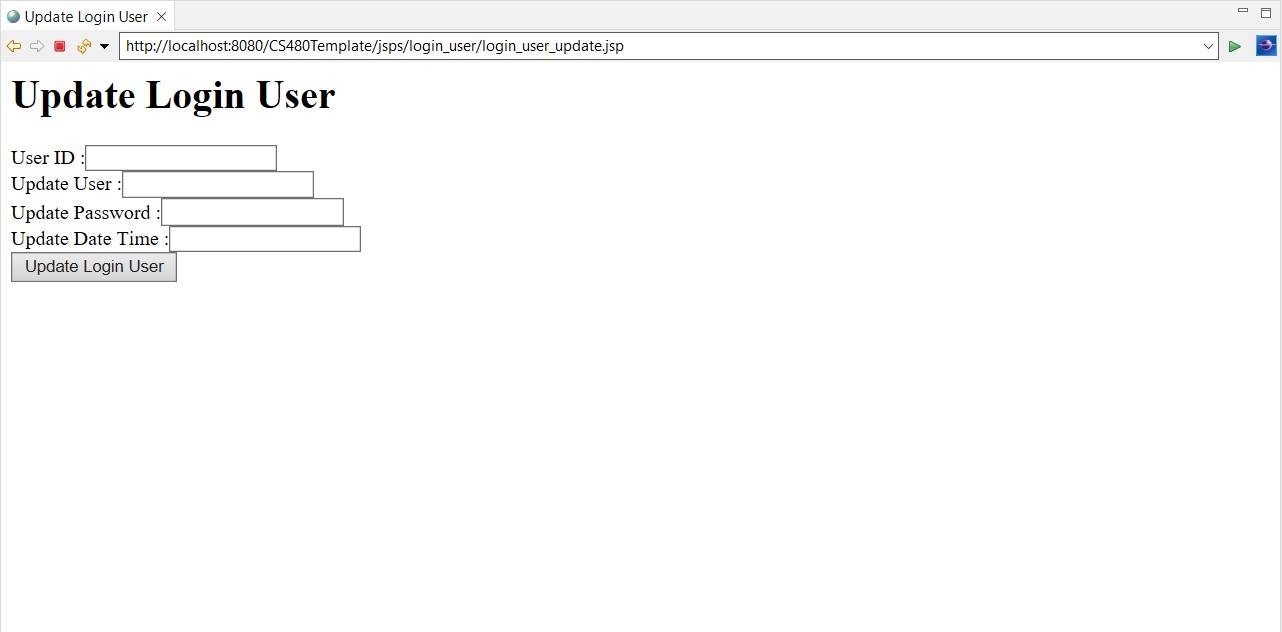 Update Login User
http://localhost:8080/CS480Template/jsps/login_user/login_user_update.jsp
Update Login User
User ID :
Update User :
Update Password :
Update Date Time :
Update Login User